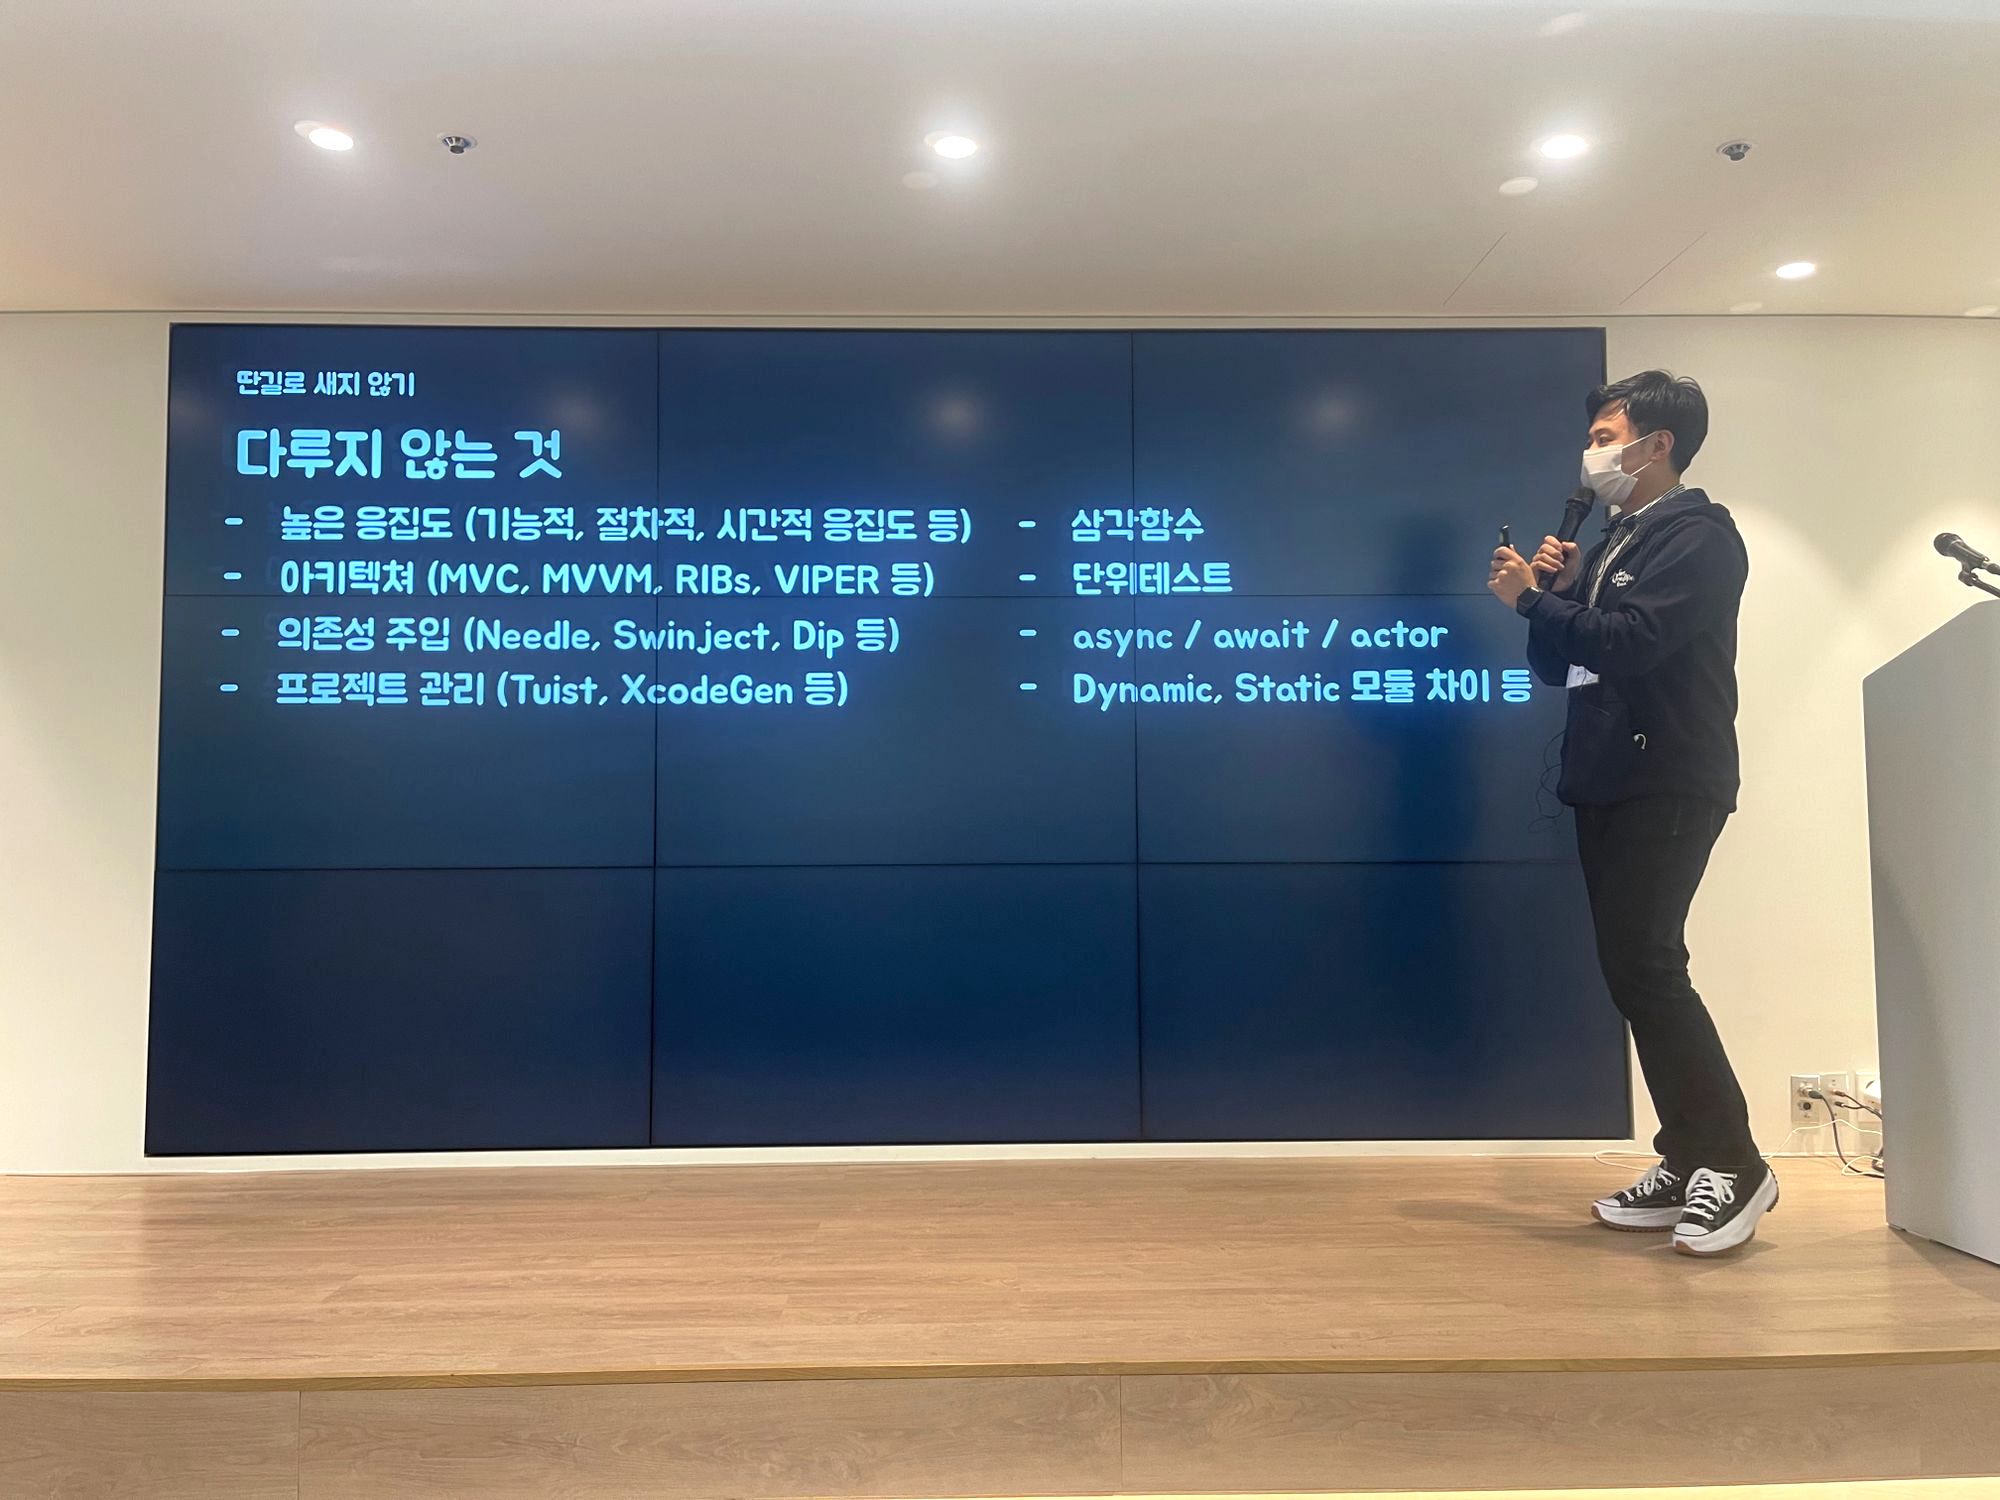 딴길로 새지 않기
다루지 않는 것
- 높은 응집도 (기능적, 절차적, 시간적 응집도 등)
- 아키텍쳐 (MVC, MVVM, RIBs, VIPER 등)
- 의존성 주입 (Needle, Swinject, Dip 등)
- 프로젝트 관리 (Tuist, XcodeGen 등)
- 삼각함수
- 단위테스트
- async / await / actor
- Dynamic, Static 모듈 차이 등